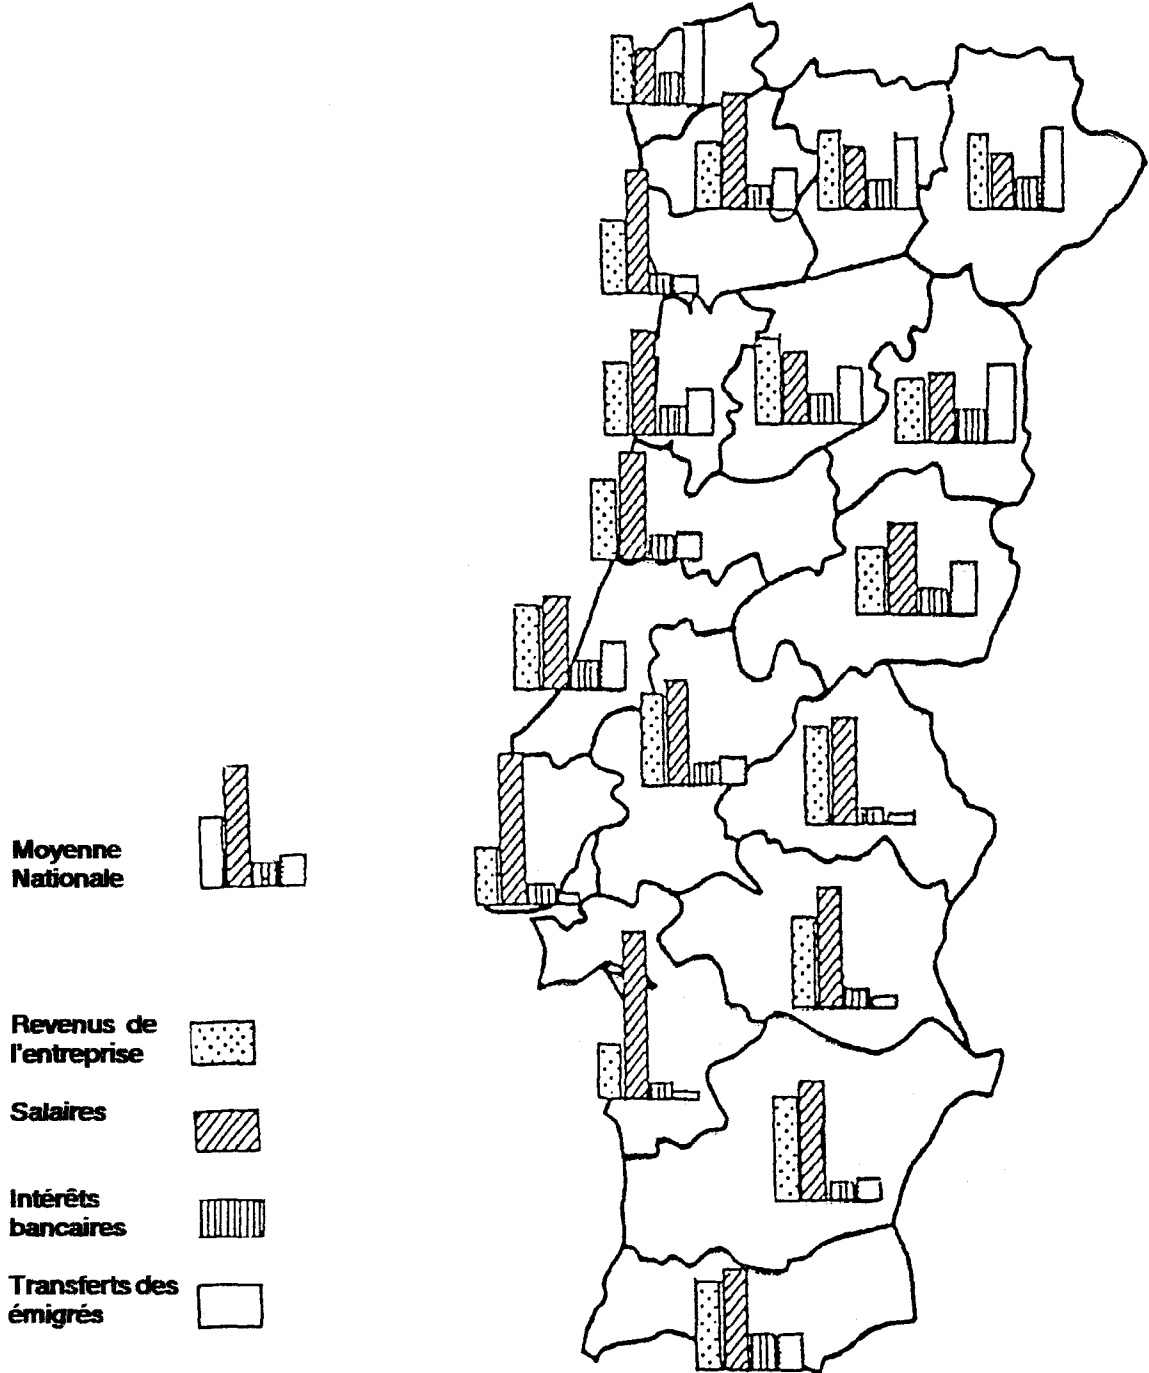 Moyenne
Nationale
Revenus de
l'entreprise
Salaires
Intérêts
bancaires
Transferts des
émigrés